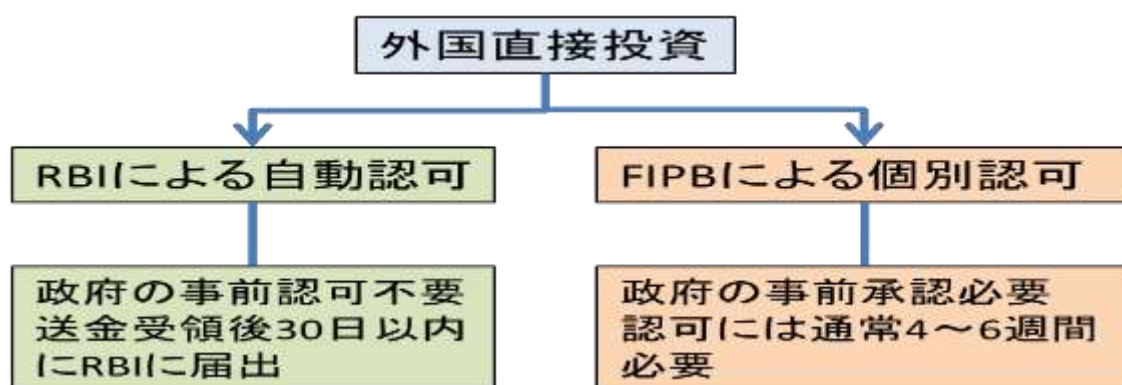 外国直接投資
RBIによる自動認可
FIPBによる個別認可
政府の事前認可不要
送金受領後30日以内
にRBIに届出
政府の事前承認必要
認可には通常4～6週間
必要